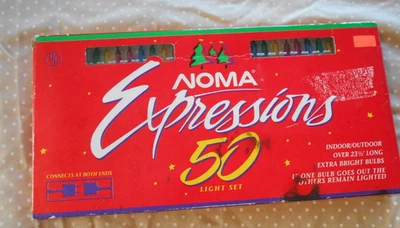 NOMA
Expressions
50
LIGHT SET
CONNECTS AT BOTH ENDS
INDOOR/OUTDOOR
OVER 23½' LONG
EXTRA BRIGHT BULBS
IF ONE BULB GOES OUT THE
OTHERS REMAIN LIGHTED